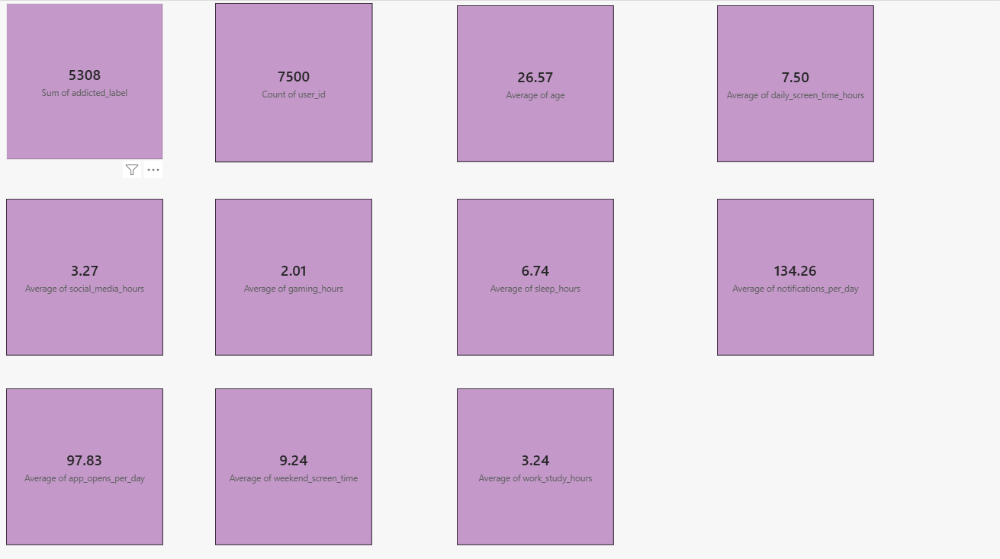 5308
Sum of addicted_label
7500
Count of user_id
26.57
Average of age
7.50
Average of daily_screen_time_hours
3.27
Average of social_media_hours
2.01
Average of gaming_hours
6.74
Average of sleep_hours
134.26
Average of notifications_per_day
97.83
Average of app_opens_per_day
9.24
Average of weekend_screen_time
3.24
Average of work_study_hours